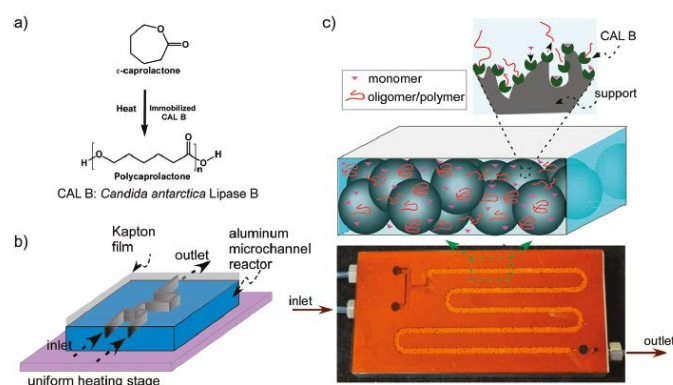 a)
O
O
ε-caprolactone
Heat
Immobilized
CAL B
H
O
O
n
O
H
Polycaprolactone
CAL B: Candida antarctica Lipase B
b)
Kapton
film
outlet
aluminum
microchannel
reactor
inlet
uniform heating stage
c)
CAL B
monomer
oligomer/polymer
support
inlet
outlet